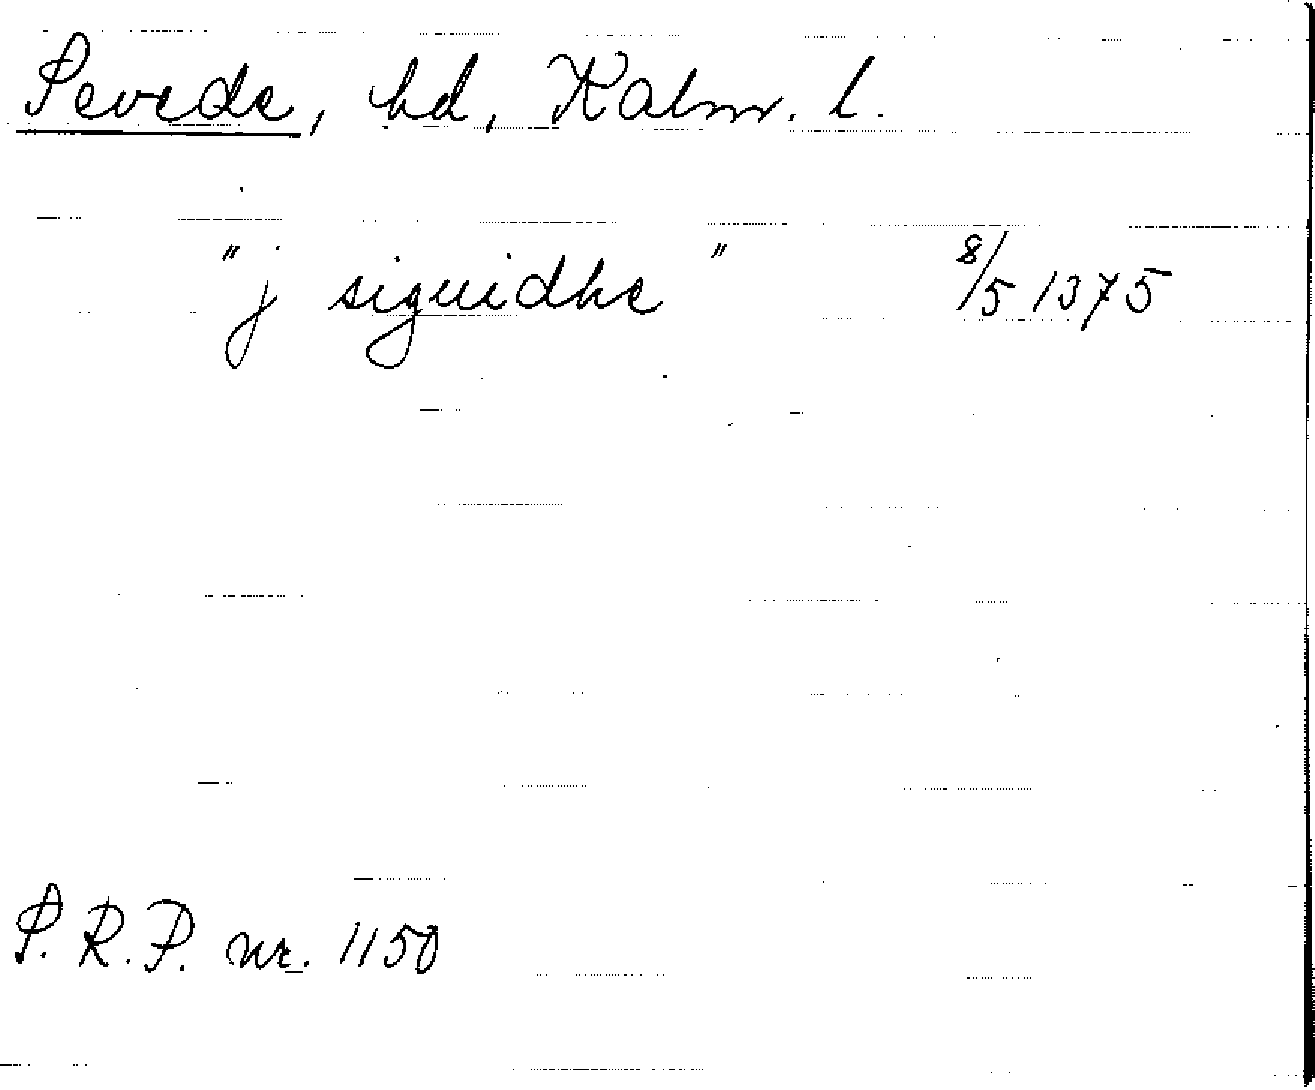 Sevede, hd, Kalm. l.
"j siguidhe" 8/5 1375
S.R.P. nr. 1150